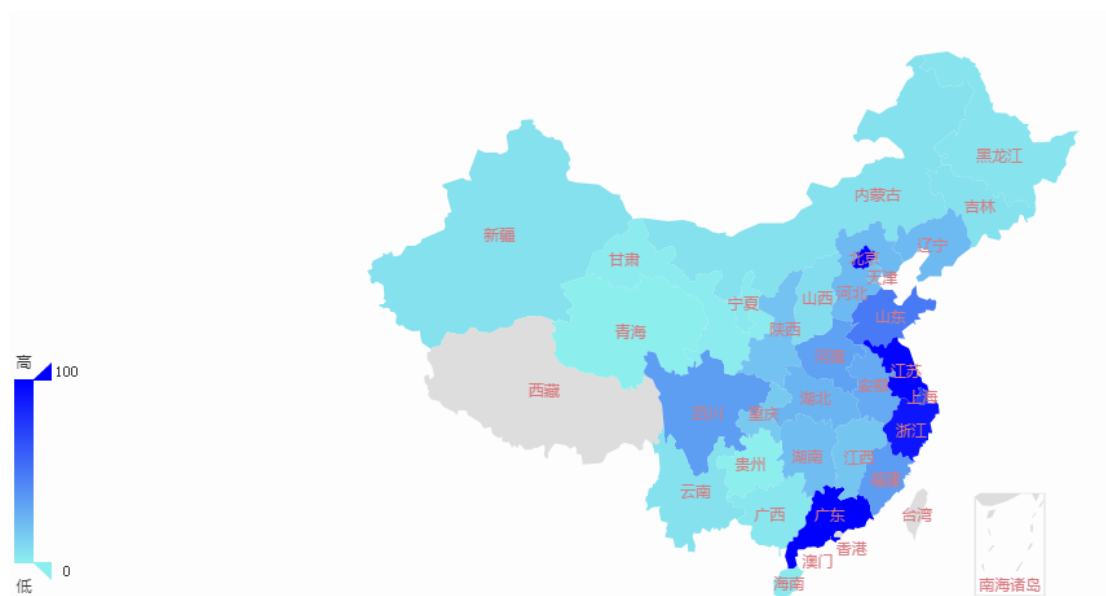 黑龙江
内蒙古
吉林
新疆
辽宁
北京
甘肃
天津
河北
山西
宁夏
山东
陕西
青海
河南
高
100
江苏
安徽
西藏
上海
湖北
四川
重庆
浙江
湖南
江西
贵州
福建
云南
广西
广东
台湾
香港
澳门
0
低
海南
南海诸岛